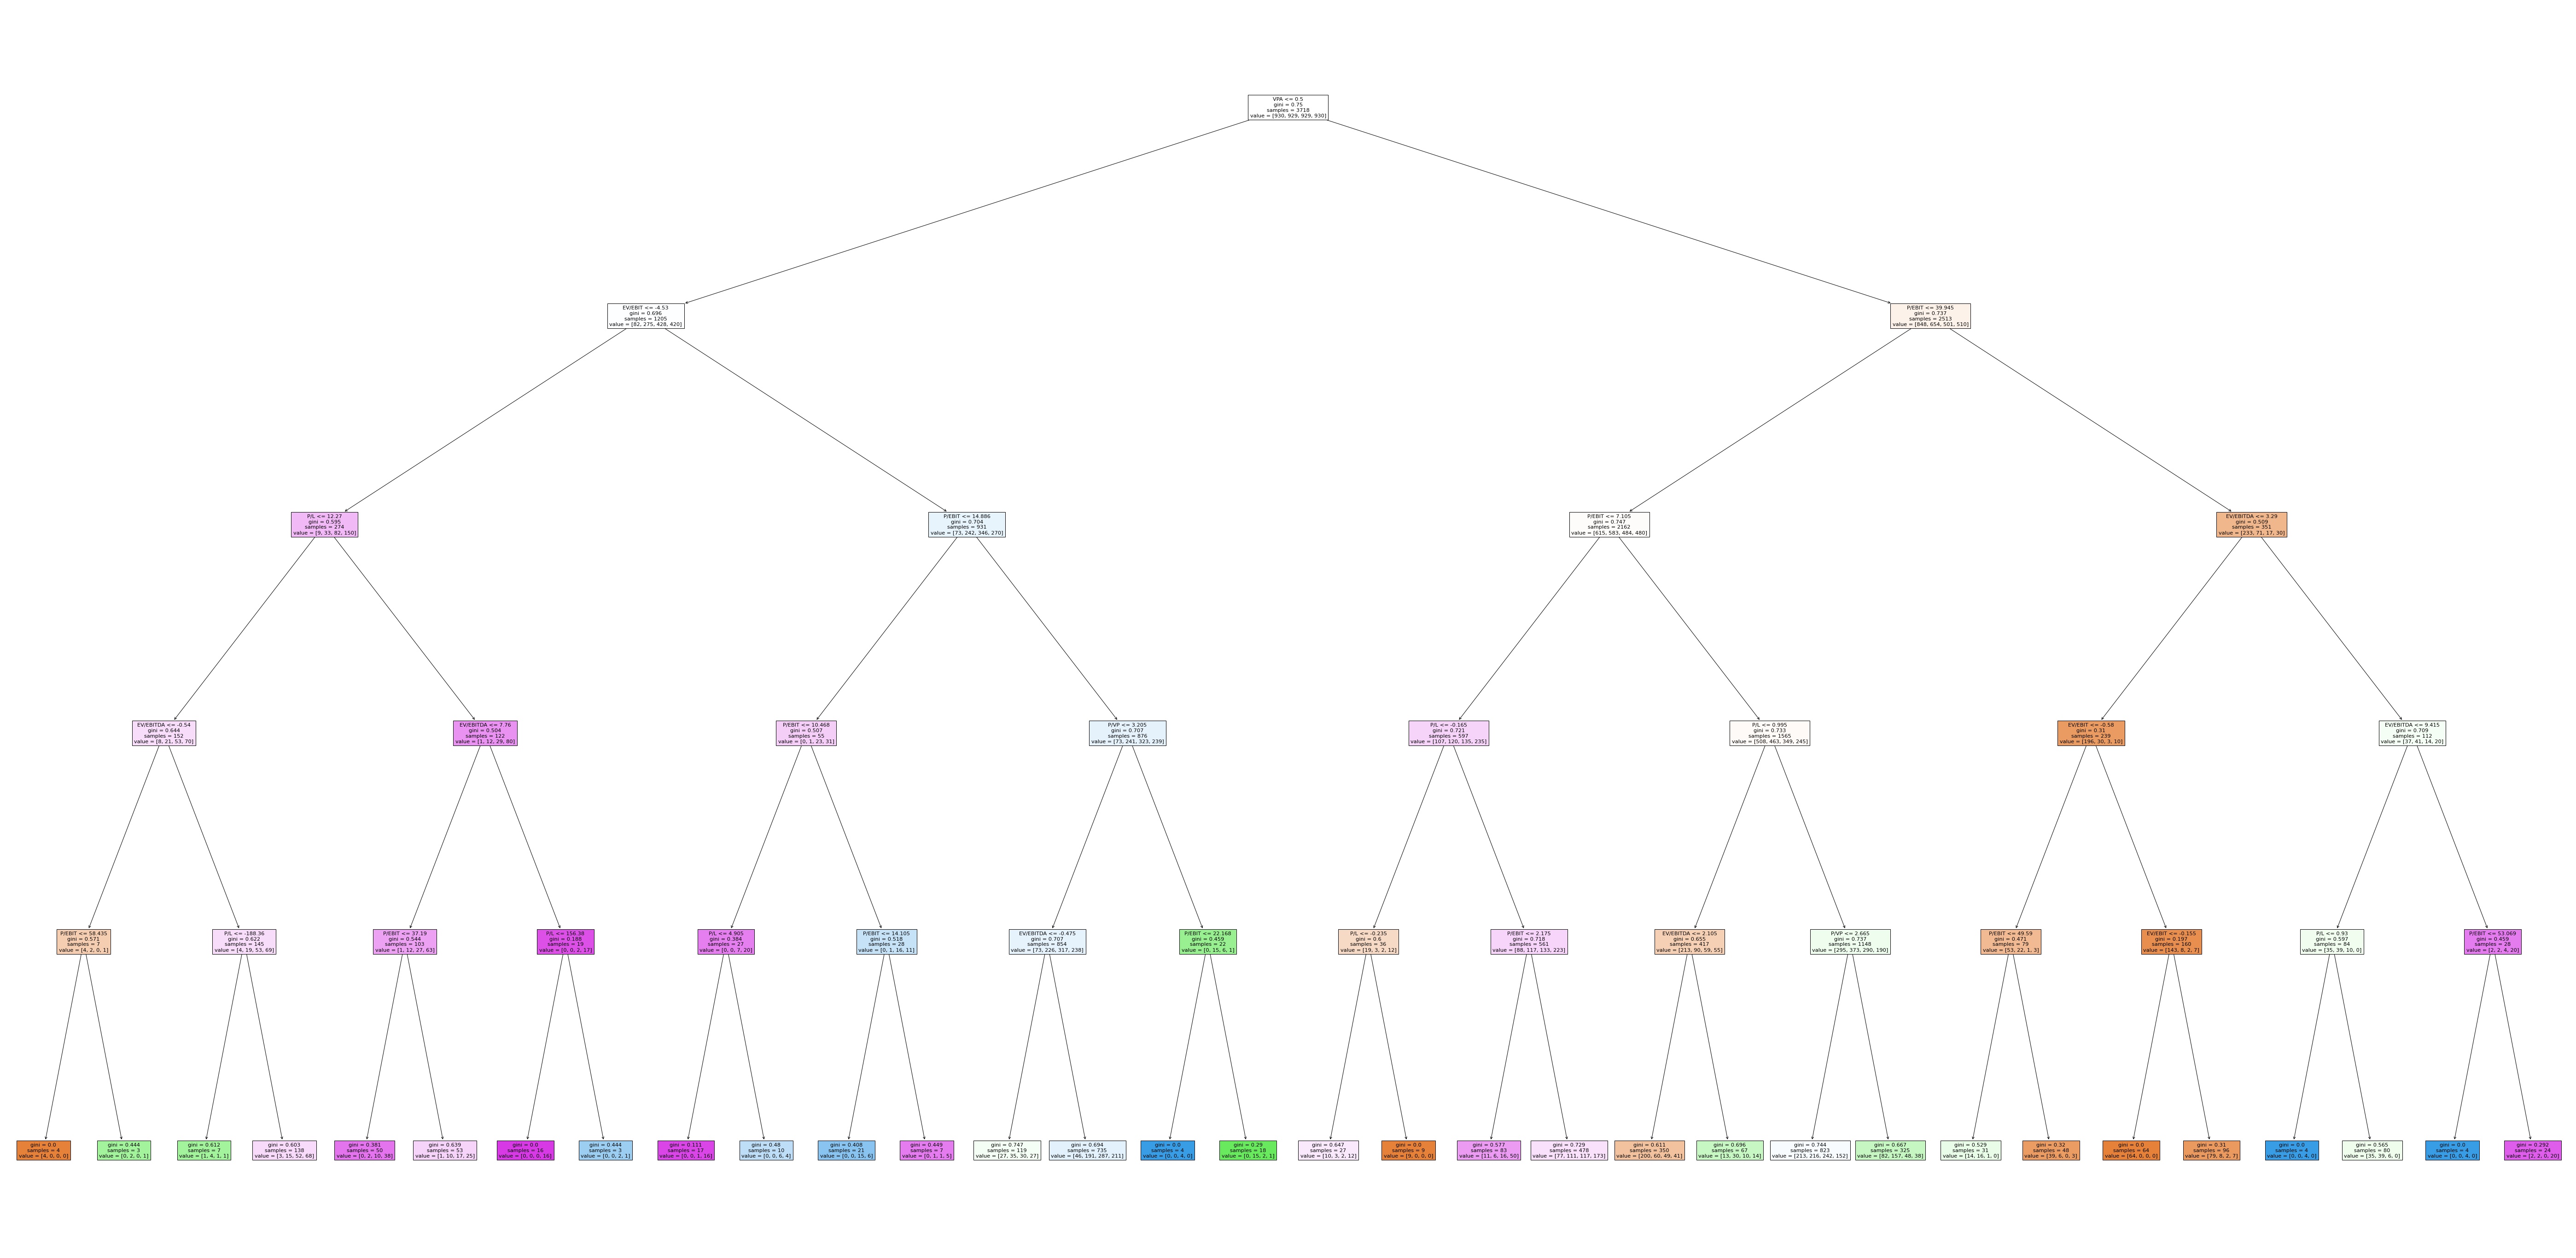 VPA <= 0.5
gini = 0.75
samples = 3718
value = [930, 929, 929, 930]
EV/EBIT <= -4.53
gini = 0.696
samples = 1205
value = [82, 275, 428, 420]
P/EBIT <= 39.945
gini = 0.737
samples = 2513
value = [848, 654, 501, 510]
P/L <= 12.27
gini = 0.595
samples = 274
value = [9, 33, 82, 150]
P/EBIT <= 14.886
gini = 0.704
samples = 931
value = [73, 242, 346, 270]
P/EBIT <= 7.105
gini = 0.747
samples = 2162
value = [615, 583, 484, 480]
EV/EBITDA <= 3.29
gini = 0.509
samples = 351
value = [233, 71, 17, 30]
EV/EBITDA <= -0.54
gini = 0.644
samples = 152
value = [8, 21, 53, 70]
EV/EBITDA <= 7.76
gini = 0.504
samples = 122
value = [1, 12, 29, 80]
P/EBIT <= 10.468
gini = 0.507
samples = 55
value = [0, 1, 23, 31]
P/VP <= 3.205
gini = 0.707
samples = 876
value = [73, 241, 323, 239]
P/L <= -0.165
gini = 0.721
samples = 597
value = [107, 120, 135, 235]
P/L <= 0.995
gini = 0.733
samples = 1565
value = [508, 463, 349, 245]
EV/EBIT <= -0.58
gini = 0.31
samples = 239
value = [196, 30, 3, 10]
EV/EBITDA <= 9.415
gini = 0.709
samples = 112
value = [37, 41, 14, 20]
P/EBIT <= 58.435
gini = 0.571
samples = 7
value = [4, 2, 0, 1]
P/L <= -188.36
gini = 0.622
samples = 145
value = [4, 19, 53, 69]
P/EBIT <= 37.19
gini = 0.544
samples = 103
value = [1, 12, 27, 63]
P/L <= 156.38
gini = 0.188
samples = 19
value = [0, 0, 2, 17]
P/L <= 4.905
gini = 0.384
samples = 27
value = [0, 0, 7, 20]
P/EBIT <= 14.105
gini = 0.518
samples = 28
value = [0, 1, 16, 11]
EV/EBITDA <= -0.475
gini = 0.707
samples = 854
value = [73, 226, 317, 238]
P/EBIT <= 22.168
gini = 0.459
samples = 22
value = [0, 15, 6, 1]
P/L <= -0.235
gini = 0.6
samples = 36
value = [19, 3, 2, 12]
P/EBIT <= 2.175
gini = 0.718
samples = 561
value = [88, 117, 133, 223]
EV/EBITDA <= 2.105
gini = 0.655
samples = 417
value = [213, 90, 59, 55]
P/VP <= 2.665
gini = 0.737
samples = 1148
value = [295, 373, 290, 190]
P/EBIT <= 49.59
gini = 0.471
samples = 79
value = [53, 22, 1, 3]
EV/EBIT <= -0.155
gini = 0.197
samples = 160
value = [143, 8, 2, 7]
P/L <= 0.93
gini = 0.597
samples = 84
value = [35, 39, 10, 0]
P/EBIT <= 53.069
gini = 0.459
samples = 28
value = [2, 2, 4, 20]
gini = 0.0
samples = 4
value = [4, 0, 0, 0]
gini = 0.444
samples = 3
value = [0, 2, 0, 1]
gini = 0.612
samples = 7
value = [1, 4, 1, 1]
gini = 0.603
samples = 138
value = [3, 15, 52, 68]
gini = 0.381
samples = 50
value = [0, 2, 10, 38]
gini = 0.639
samples = 53
value = [1, 10, 17, 25]
gini = 0.0
samples = 16
value = [0, 0, 0, 16]
gini = 0.444
samples = 3
value = [0, 0, 2, 1]
gini = 0.111
samples = 17
value = [0, 0, 1, 16]
gini = 0.48
samples = 10
value = [0, 0, 6, 4]
gini = 0.408
samples = 21
value = [0, 0, 15, 6]
gini = 0.449
samples = 7
value = [0, 1, 1, 5]
gini = 0.747
samples = 119
value = [27, 35, 30, 27]
gini = 0.694
samples = 735
value = [46, 191, 287, 211]
gini = 0.0
samples = 4
value = [0, 0, 4, 0]
gini = 0.29
samples = 18
value = [0, 15, 2, 1]
gini = 0.647
samples = 27
value = [10, 3, 2, 12]
gini = 0.0
samples = 9
value = [9, 0, 0, 0]
gini = 0.577
samples = 83
value = [11, 6, 16, 50]
gini = 0.729
samples = 478
value = [77, 111, 117, 173]
gini = 0.611
samples = 350
value = [200, 60, 49, 41]
gini = 0.696
samples = 67
value = [13, 30, 10, 14]
gini = 0.744
samples = 823
value = [213, 216, 242, 152]
gini = 0.667
samples = 325
value = [82, 157, 48, 38]
gini = 0.529
samples = 31
value = [14, 16, 1, 0]
gini = 0.32
samples = 48
value = [39, 6, 0, 3]
gini = 0.0
samples = 64
value = [64, 0, 0, 0]
gini = 0.31
samples = 96
value = [79, 8, 2, 7]
gini = 0.0
samples = 4
value = [0, 0, 4, 0]
gini = 0.565
samples = 80
value = [35, 39, 6, 0]
gini = 0.0
samples = 4
value = [0, 0, 4, 0]
gini = 0.292
samples = 24
value = [2, 2, 0, 20]